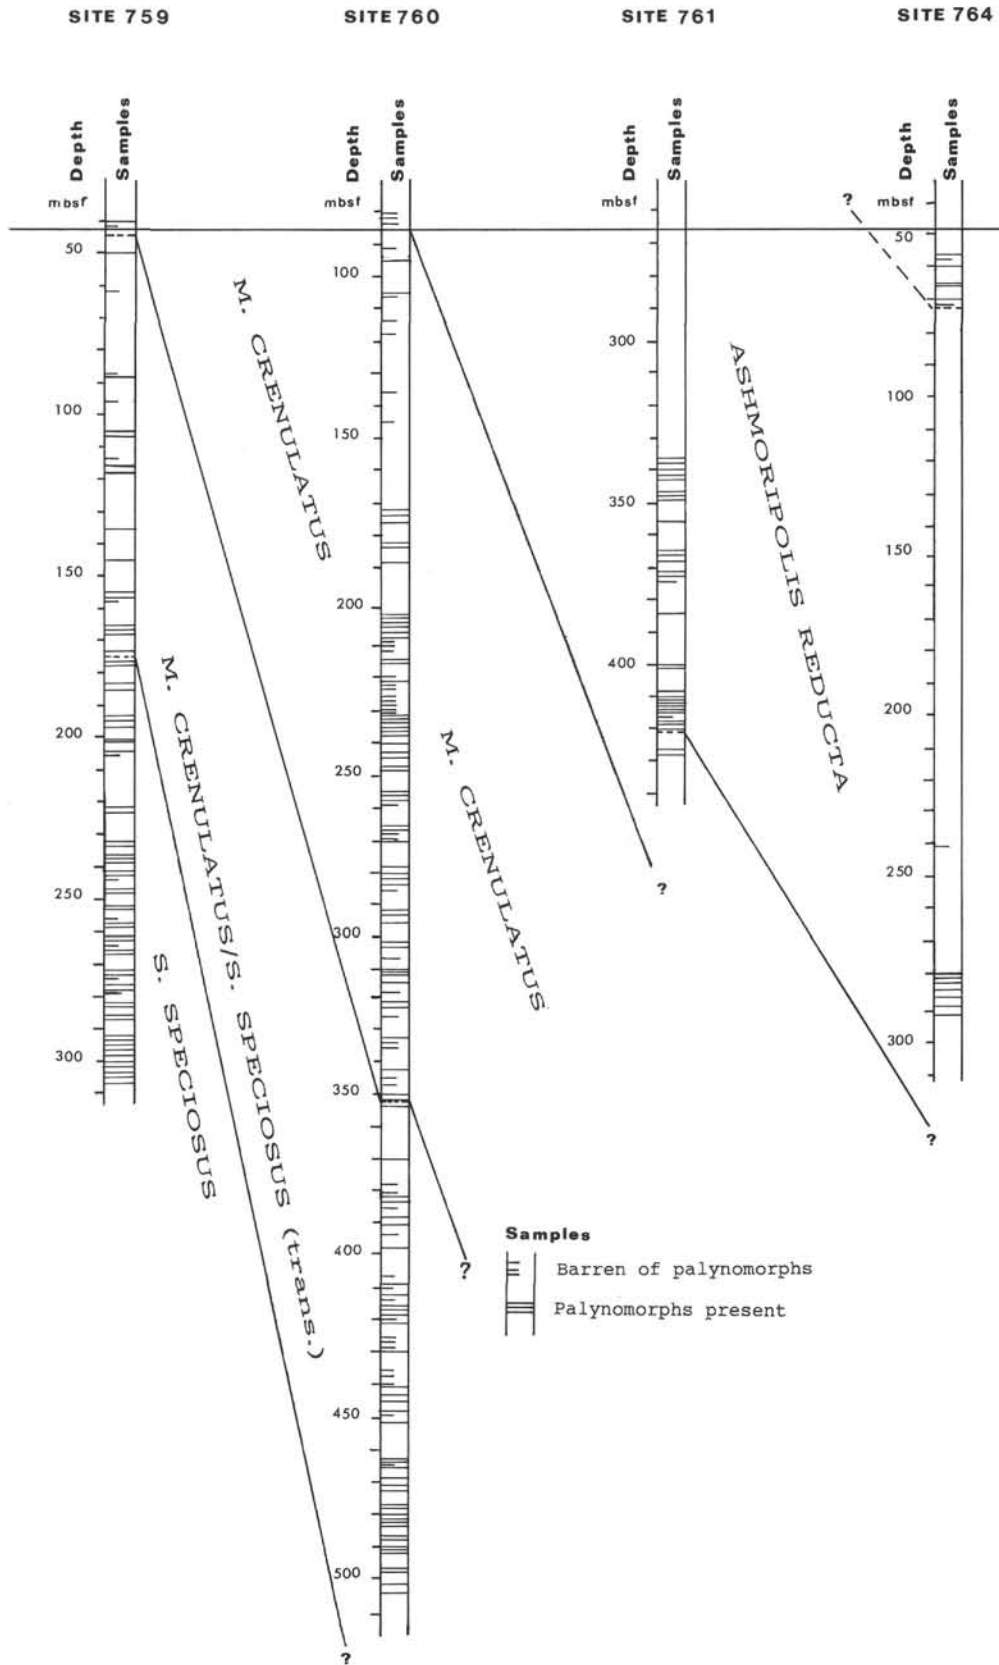 SITE 759
SITE 760
SITE 761
SITE 764
Depth
Samples
mbsf
50
100
150
200
250
300
Depth
Samples
mbsf
100
150
200
250
300
350
400
450
500
Depth
Samples
mbsf
300
350
400
Depth
Samples
mbsf
50
100
150
200
250
300
M. CRENULATUS
M. CRENULATUS/S. SPECIOSUS (trans.)
S. SPECIOSUS
M. CRENULATUS
ASHMORIPOLIS REDUCTA
?
?
?
?
?
Samples
Barren of palynomorphs
Palynomorphs present